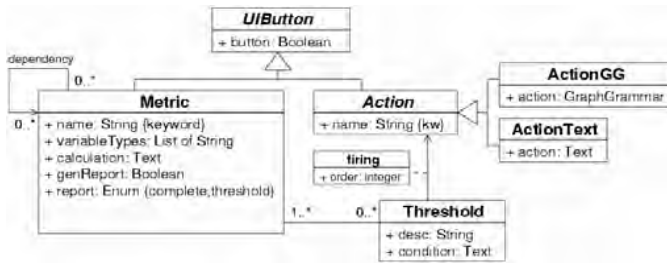 UIButton
+ button: Boolean
dependency
0..*
0..*
Metric
+ name: String {keyword}
+ variableTypes: List of String
+ calculation: Text
+ genReport: Boolean
+ report: Enum {complete,threshold}
Action
+ name: String {kw}
ActionGG
+ action: GraphGrammar
ActionText
+ action: Text
firing
+ order: Integer
1..*
0..*
Threshold
+ desc: String
+ condition: Text